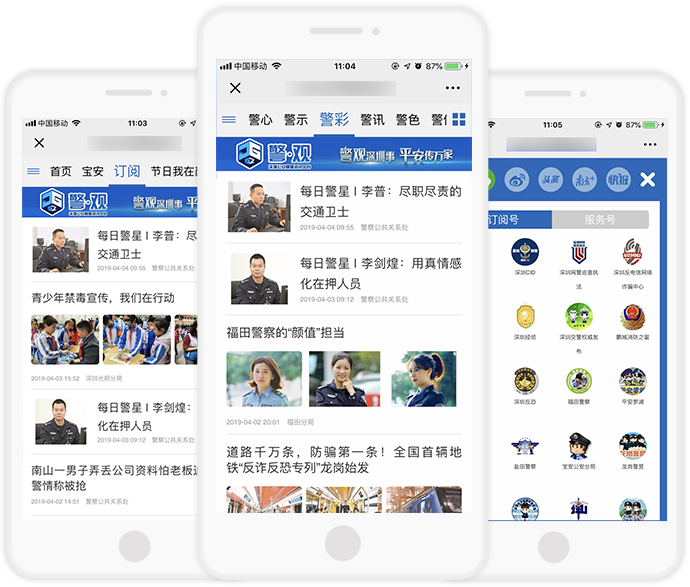 中国移动
11:03
首页 宝安 订阅 节日我在岗
警·观
警观深圳事 平安
每日警星 | 李普：尽
交通卫士
2019-04-04 09:55 警察公共关系处
青少年禁毒宣传，我们在行动
2019-04-03 15:52 深圳光明分局
每日警星 | 李剑煌：
化在押人员
2019-04-03 09:12 警察公共关系处
南山一男子弄丢公司资料怕老板追
警情称被抢
2019-04-02 14:51 警察公共关系处
中国移动
11:04
87%
警心 警示 警彩 警讯 警色
警·观
警观深圳事 平安传万家
每日警星 | 李普：尽职尽责的
交通卫士
2019-04-04 09:55 警察公共关系处
每日警星 | 李剑煌：用真情感
化在押人员
2019-04-03 09:12 警察公共关系处
福田警察的“颜值”担当
2019-04-02 20:01 福田分局
道路千万条，防骗第一条！全国首辆地
铁“反诈反恐专列”龙岗始发
11:05
87%
头条 南方+ 快报
订阅号 服务号
深圳CID 深圳网警巡查执 深圳反电信网络
法 诈骗中心
深圳经侦 深圳交警权威发 鹏城消防之窗
布
深圳反恐 福田警察 平安罗湖
盐田警察 宝安公安分局 龙岗警营